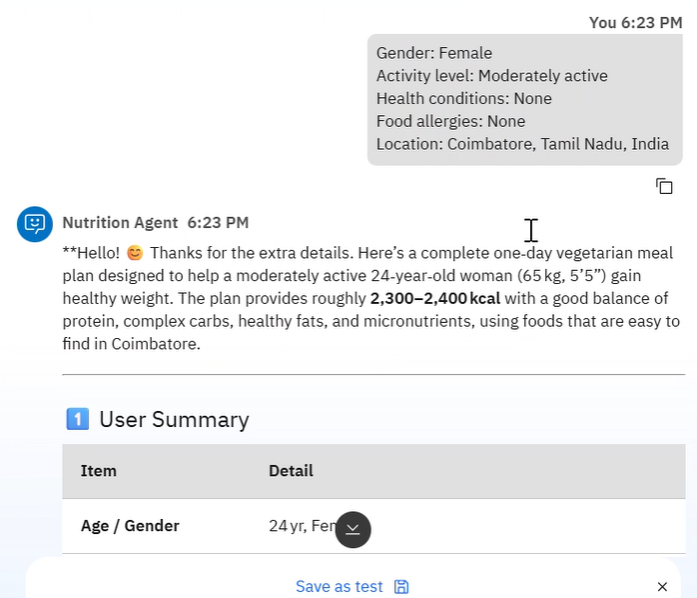 You 6:23 PM
Gender: Female
Activity level: Moderately active
Health conditions: None
Food allergies: None
Location: Coimbatore, Tamil Nadu, India
Nutrition Agent 6:23 PM
**Hello! 😊 Thanks for the extra details. Here’s a complete one‑day vegetarian meal
plan designed to help a moderately active 24‑year‑old woman (65 kg, 5’5”) gain
healthy weight. The plan provides roughly 2,300–2,400 kcal with a good balance of
protein, complex carbs, healthy fats, and micronutrients, using foods that are easy to
find in Coimbatore.
1 User Summary
Item Detail
Age / Gender 24 yr,
Save as test